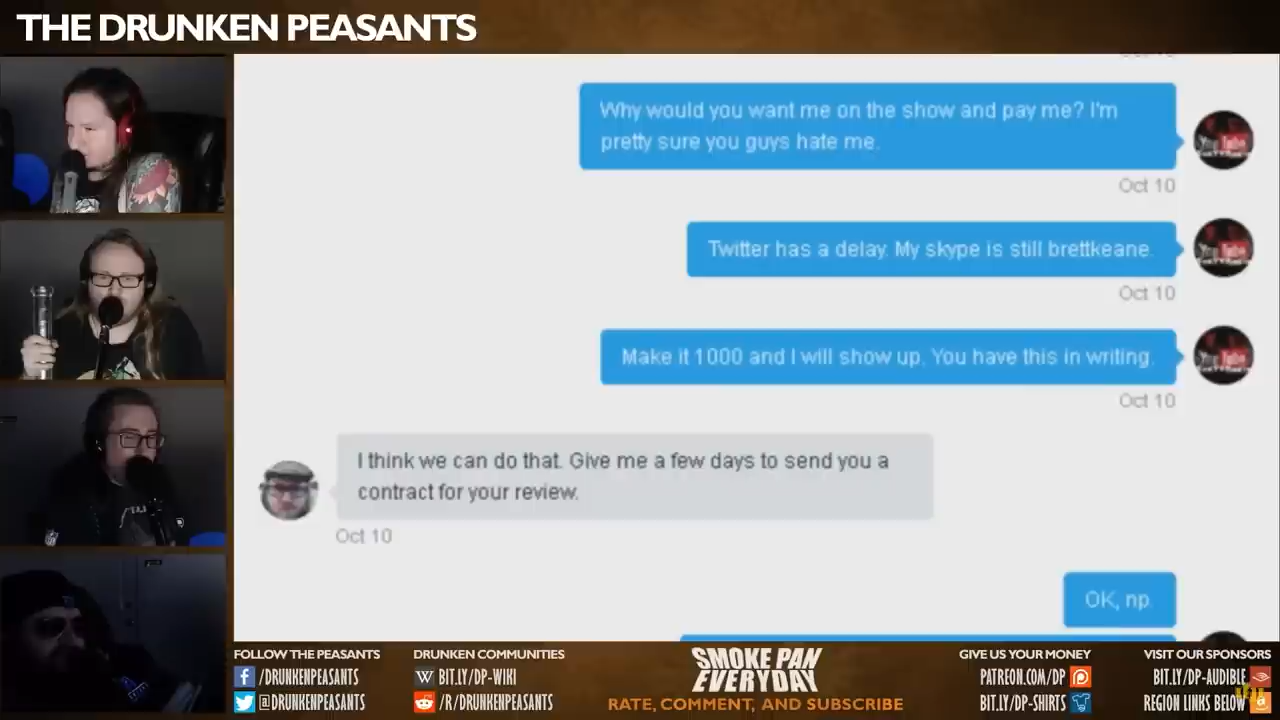 THE DRUNKEN PEASANTS
Why would you want me on the show and pay me? I'm
pretty sure you guys hate me.
Oct 10
Twitter has a delay. My skype is still brettkeane.
Oct 10
Make it 1000 and I will show up. You have this in writing.
Oct 10
I think we can do that. Give me a few days to send you a
contract for your review.
Oct 10
OK, np.
FOLLOW THE PEASANTS
/DRUNKENPEASANTS
@DRUNKENPEASANTS
DRUNKEN COMMUNITIES
BIT.LY/DP-WIKI
/R/DRUNKENPEASANTS
SMOKE PAN
EVERYDAY
RATE, COMMENT, AND SUBSCRIBE
GIVE US YOUR MONEY
PATREON.COM/DP
BIT.LY/DP-SHIRTS
VISIT OUR SPONSORS
BIT.LY/DP-AUDIBLE
REGION LINKS BELOW